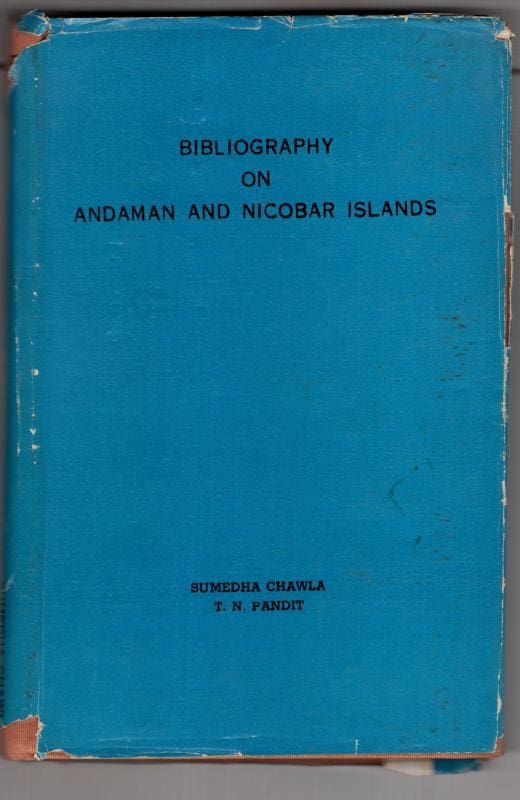 BIBLIOGRAPHY
ON
ANDAMAN AND NICOBAR ISLANDS
SUMEDHA CHAWLA
T. N. PANDIT